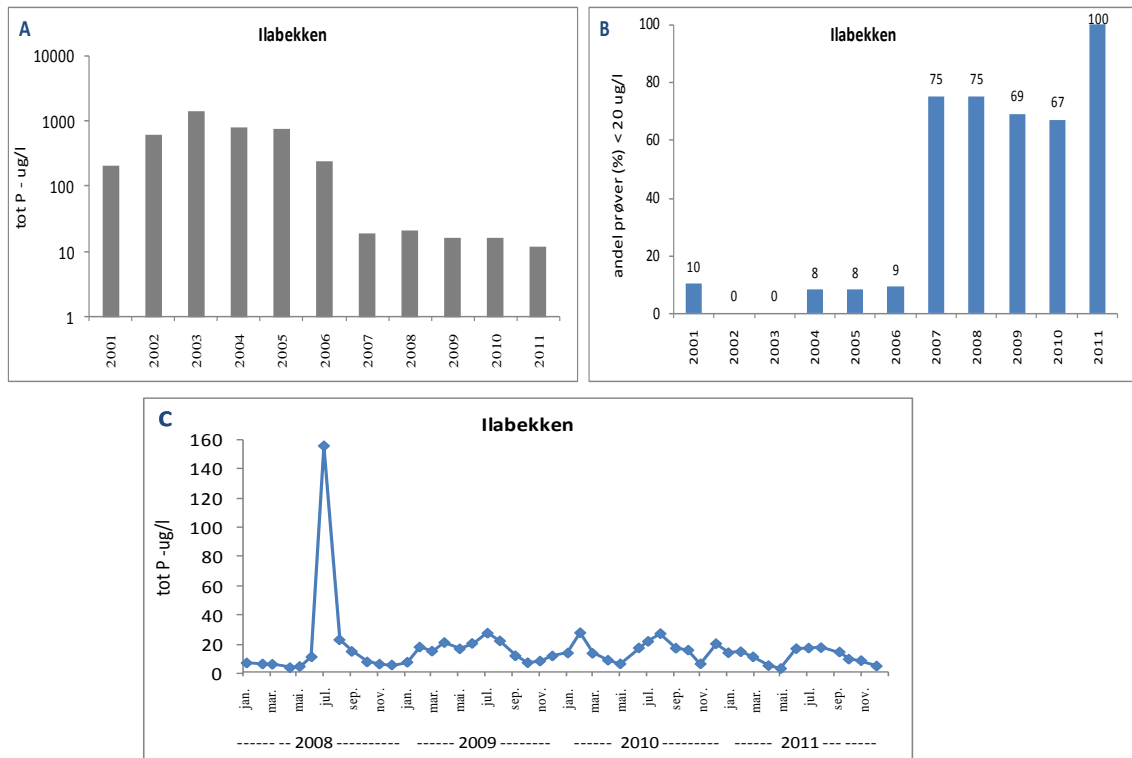 A
Ilabekken
tot P - ug/l
10000
1000
100
10
1
2001 2002 2003 2004 2005 2006 2007 2008 2009 2010 2011
B
Ilabekken
andel prøver (%) < 20 ug/l
100
80
60
40
20
0
10 0 0 8 8 9 75 75 69 67 100
2001 2002 2003 2004 2005 2006 2007 2008 2009 2010 2011
C
Ilabekken
tot P -ug/l
160
140
120
100
80
60
40
20
0
jan. mar. mai. jul. sep. nov. jan. mar. mai. jul. sep. nov. jan. mar. mai. jul. sep. nov. jan. mar. mai. jul. sep. nov.
------ 2008 ----------- ------ 2009 ----------- ------ 2010 ----------- ------ 2011 --- -- ---